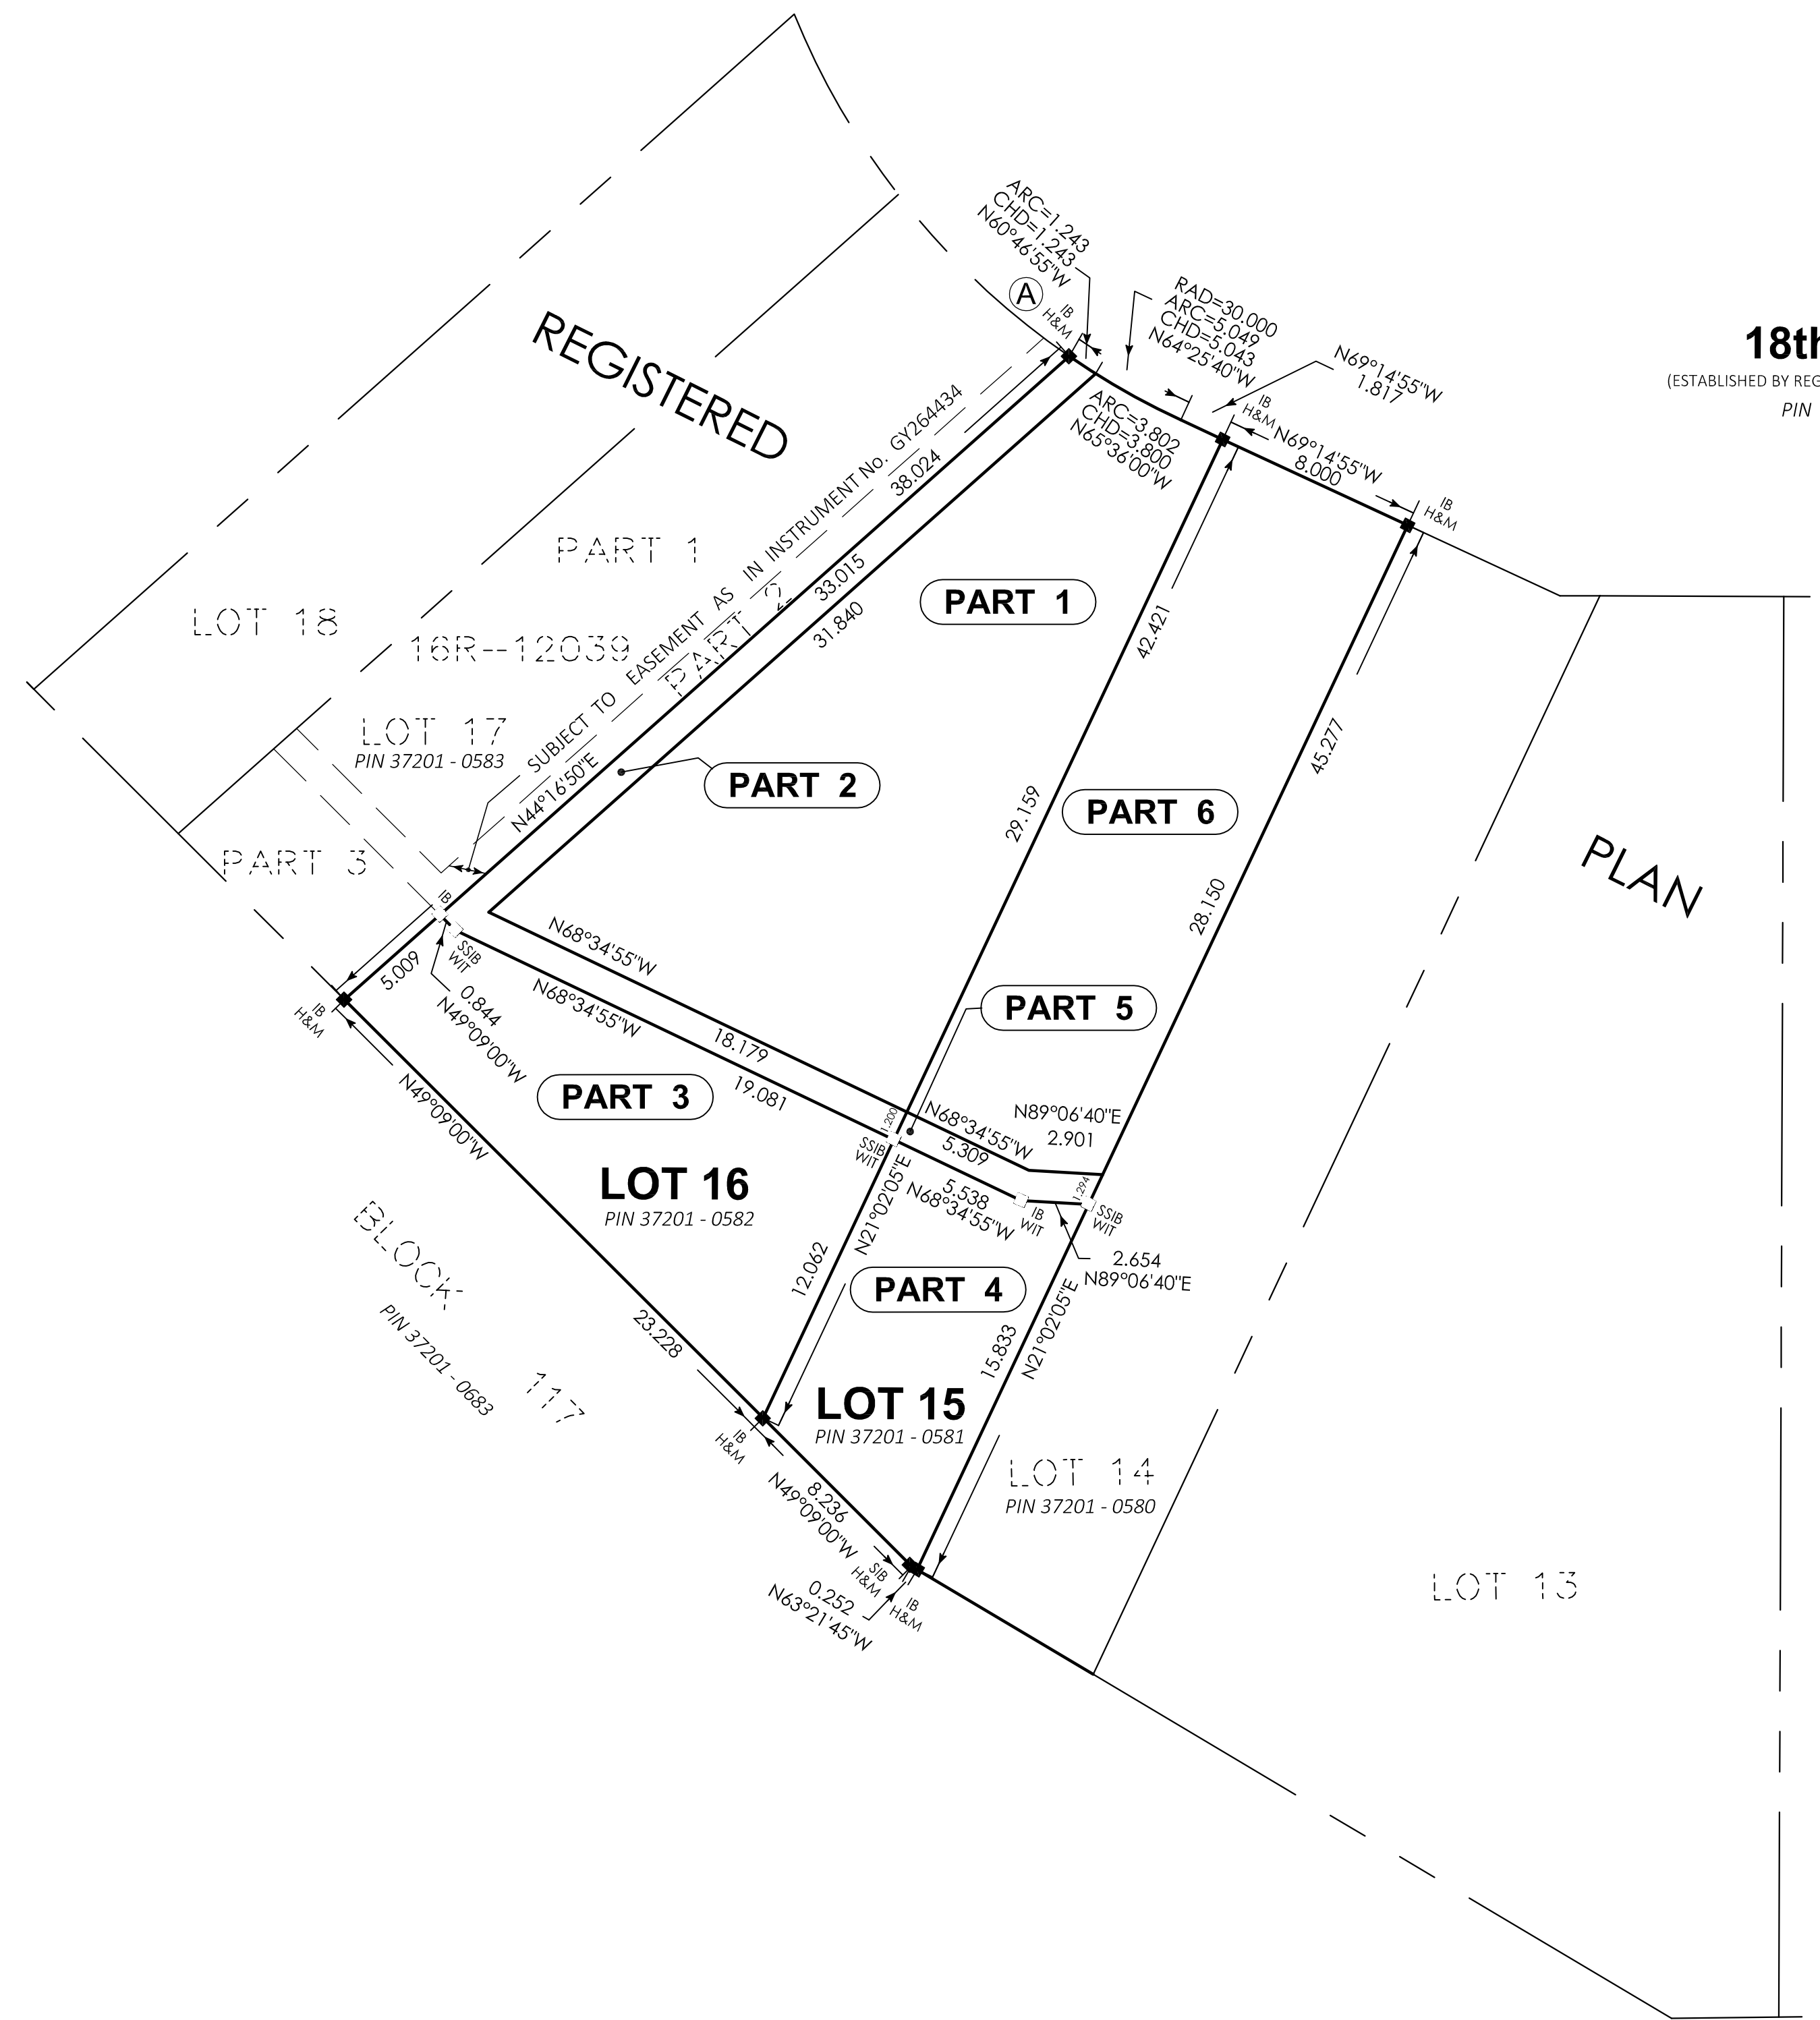 ARC=1.243
CHD=1.243
N60°46'55"W
A
IB
H&M
RAD=30.000
ARC=5.049
CHD=5.043
N64°25'40"W
N69°14'55"W
1.817
18th
(ESTABLISHED BY REG
PIN
REGISTERED
ARC=3.802
CHD=3.800
N65°36'00"W
IB
H&M
N69°14'55"W
8.000
IB
H&M
SUBJECT TO EASEMENT AS IN INSTRUMENT No. GY264434
38.024
33.015
31.840
PART 1
PART 1
PART 2
LOT 18
16R-12039
42.421
LOT 17
PIN 37201 - 0583
N44°16'50"E
PART 2
45.277
29.159
PART 6
PART 3
PLAN
28.150
IB
SSIB
WIT
N68°34'55"W
5.009
IB
H&M
0.844
N49°09'00"W
N68°34'55"W
18.179
19.081
PART 5
PART 3
N49°09'00"W
1.200
N68°34'55"W
5.309
N89°06'40"E
2.901
SSIB
WIT
N21°02'05"E
5.538
N68°34'55"W
IB
WIT
1.294
SSIB
WIT
LOT 16
PIN 37201 - 0582
2.654
N89°06'40"E
12.062
PART 4
BLOCK
117
PIN 37201 - 0683
23.228
15.833
N21°02'05"E
LOT 15
PIN 37201 - 0581
IB
H&M
LOT 14
PIN 37201 - 0580
8.236
N49°09'00"W
SIB
H&M
IB
H&M
0.252
N63°21'45"W
LOT 13